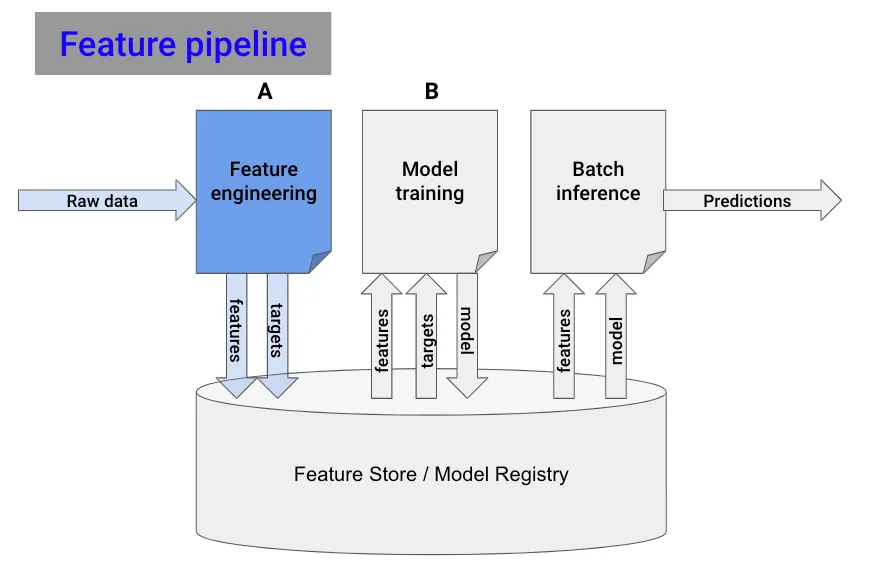 Feature pipeline
A
B
Feature
engineering
Model
training
Batch
inference
Raw data
Predictions
features
targets
features
targets
model
features
model
Feature Store / Model Registry